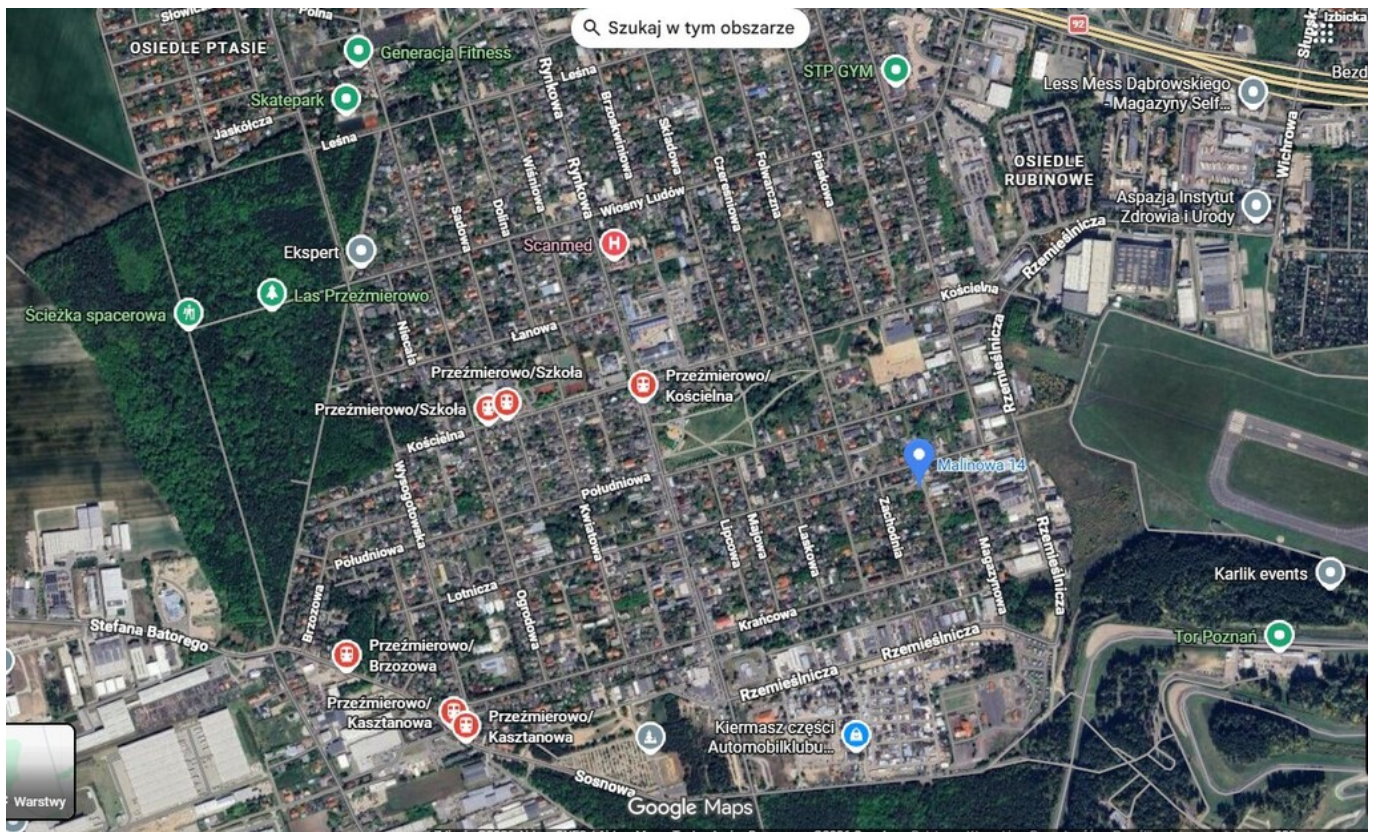 Słowic
Polna
Szukaj w tym obszarze
92
Izbicka
Słupsk
OSIEDLE PTASIE
Generacja Fitness
Rynkowa
Leśna
STP GYM
Bezd
Less Mess Dąbrowskiego
- Magazyny Self...
Skatepark
Brzoskwiniowa
Składowa
Jaskółcza
Leśna
Wichrowa
Wiśniowa
Rynkowa
Czereśniowa
Folwarczna
Piaskowa
OSIEDLE
RUBINOWE
Wiosny Ludów
Aspazja Instytut
Zdrowia i Urody
Sadowa
Dolina
Rzemieślnicza
Ekspert
Scanmed
Las Przeźmierowo
Kościelna
Ścieżka spacerowa
Niecała
Łanowa
Rzemieślnicza
Przeźmierowo/Szkoła
Przeźmierowo/
Kościelna
Przeźmierowo/Szkoła
Kościelna
Malinowa 14
Wysogotowska
Południowa
Kwiatowa
Lipcowa
Majowa
Laskowa
Zachodnia
Magazynowa
Rzemieślnicza
Południowa
Karlik events
Lotnicza
Ogrodowa
Brzozowa
Krańcowa
Stefana Batorego
Rzemieślnicza
Tor Poznań
Przeźmierowo/
Brzozowa
Rzemieślnicza
Przeźmierowo/
Kasztanowa
Przeźmierowo/
Kasztanowa
Kiermasz części
Automobilklubu...
Sosnowa
Warstwy
Google Maps